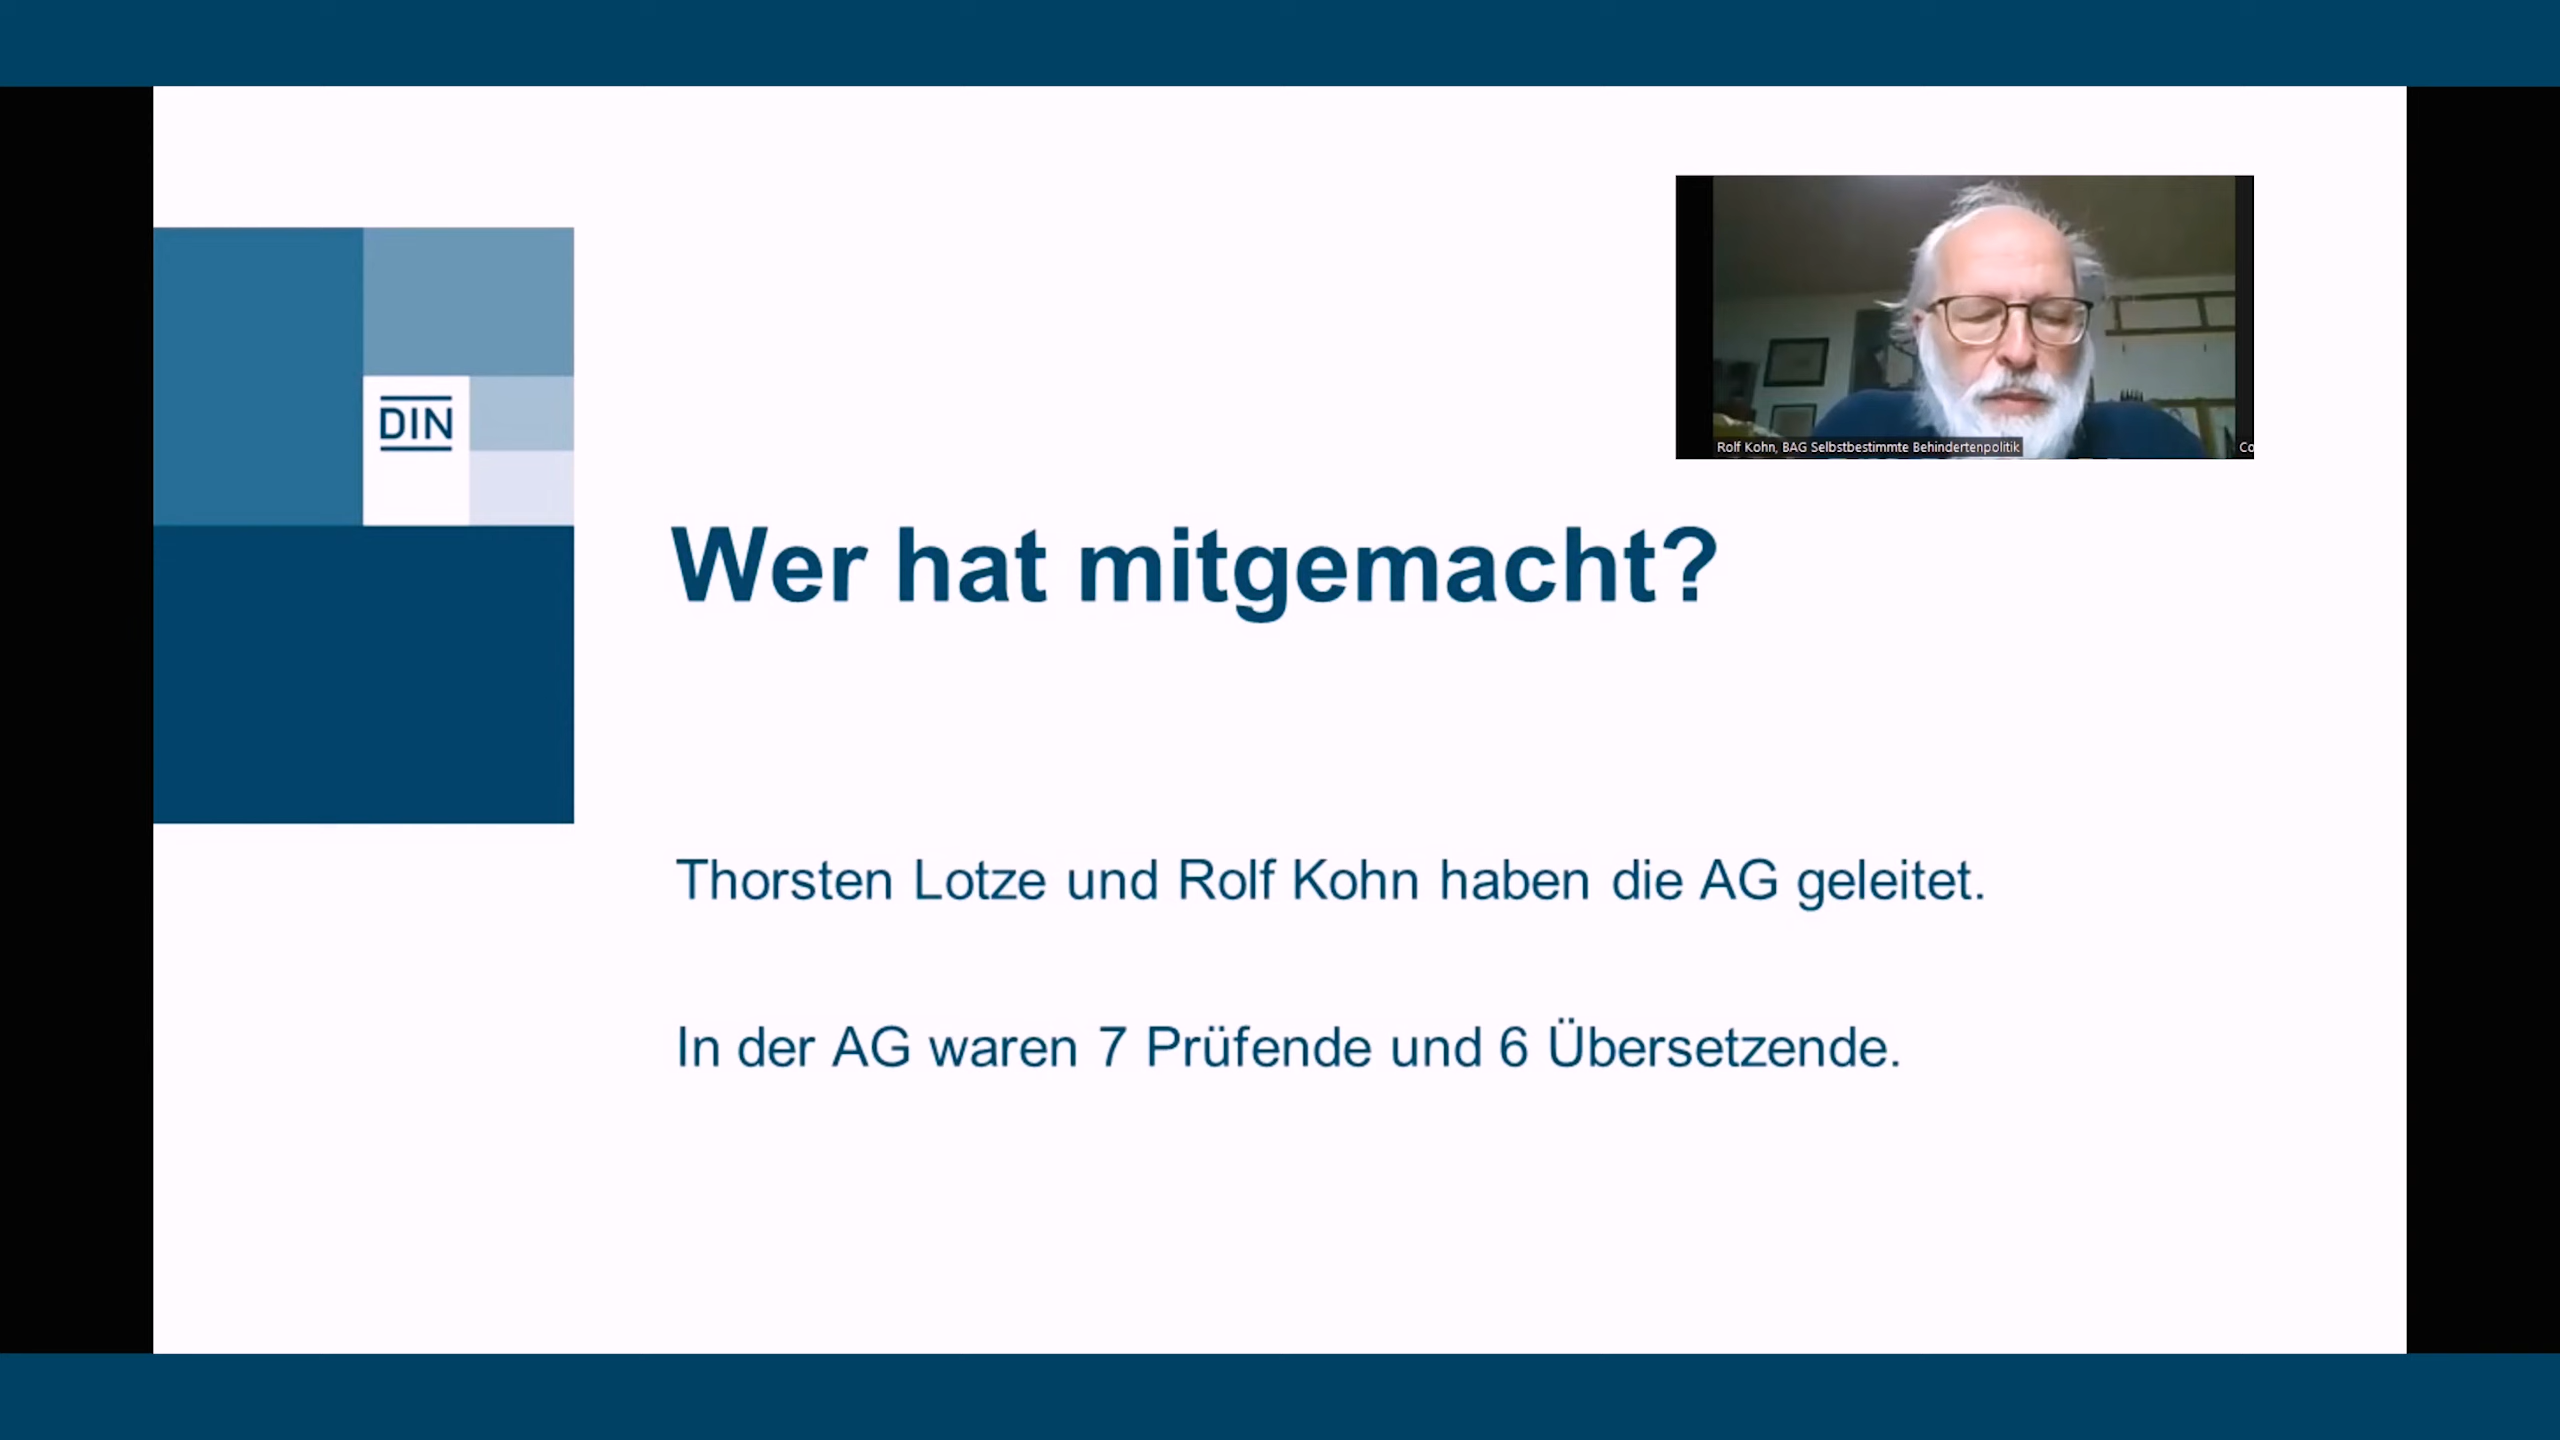 DIN
Rolf Kohn, BAG Selbstbestimmte Behindertenpolitik
Co
Wer hat mitgemacht?
Thorsten Lotze und Rolf Kohn haben die AG geleitet.
In der AG waren 7 Prüfende und 6 Übersetzende.